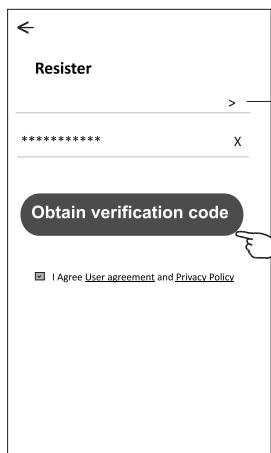 Resister
>
*********** X
Obtain verification code
I Agree User agreement and Privacy Policy